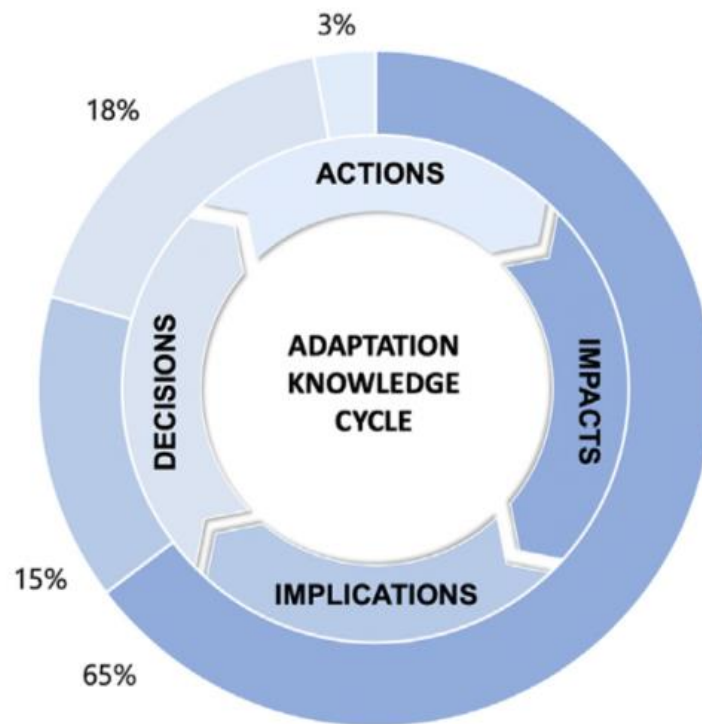 3%
18%
ACTIONS
ADAPTATION
KNOWLEDGE
CYCLE
DECISIONS
IMPACTS
IMPLICATIONS
15%
65%